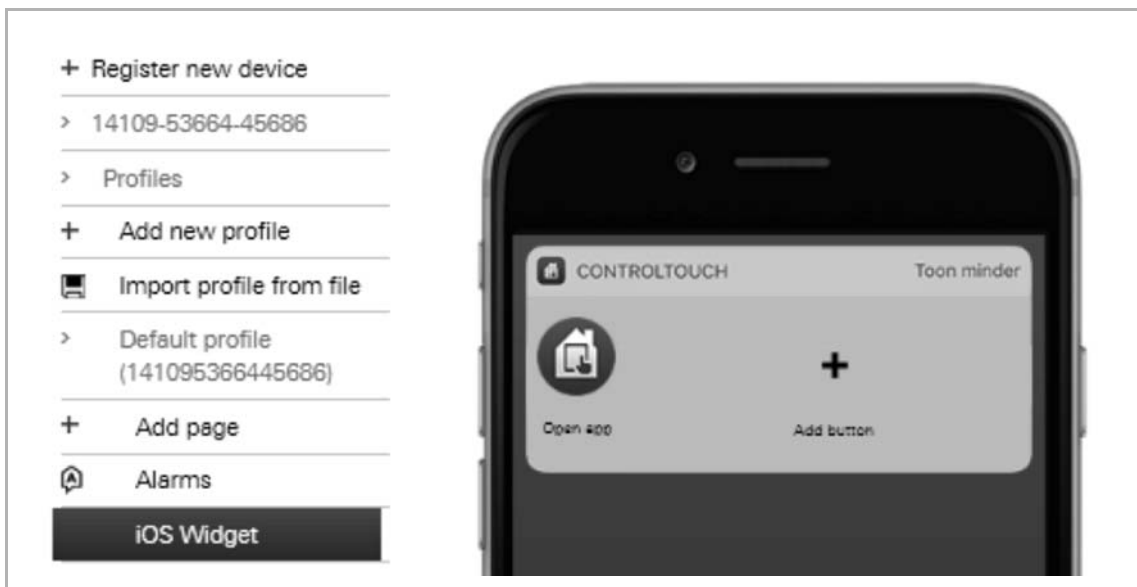 + Register new device
> 14109-53664-45686
> Profiles
+ Add new profile
Import profile from file
> Default profile
(141095366445686)
+ Add page
Alarms
iOS Widget
CONTROLTOUCH
Toon minder
Open app
+
Add button